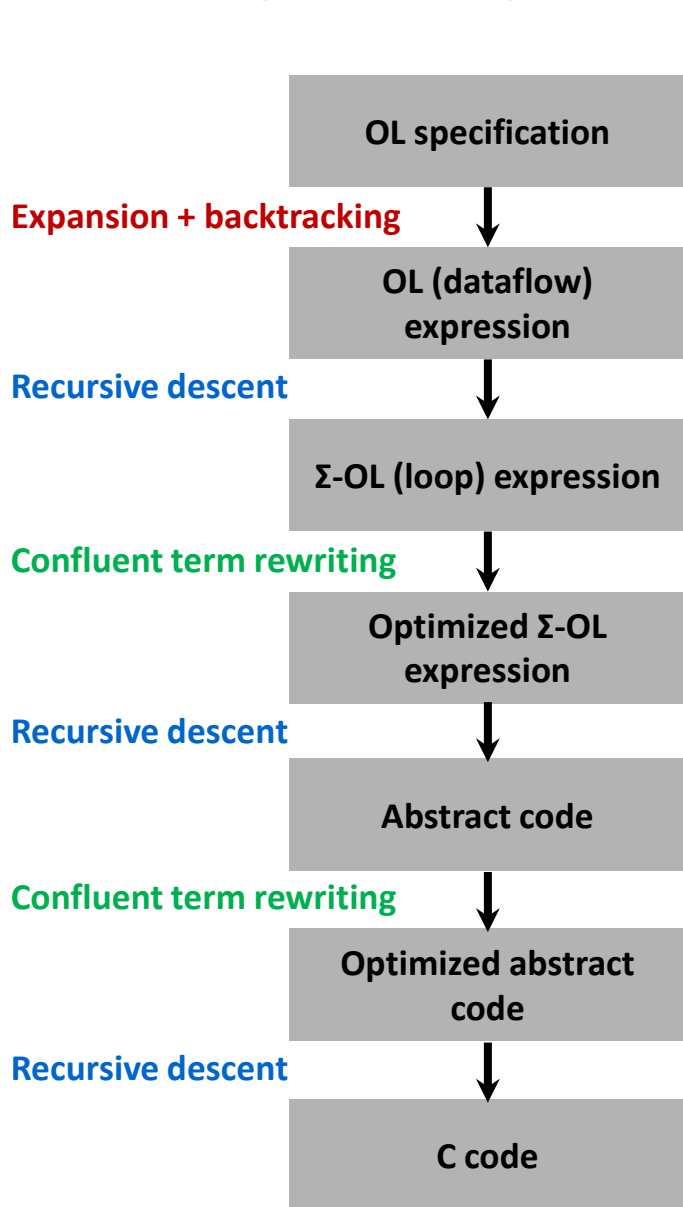 OL specification
Expansion + backtracking
OL (dataflow)
expression
Recursive descent
Σ-OL (loop) expression
Confluent term rewriting
Optimized Σ-OL
expression
Recursive descent
Abstract code
Confluent term rewriting
Optimized abstract
code
Recursive descent
C code